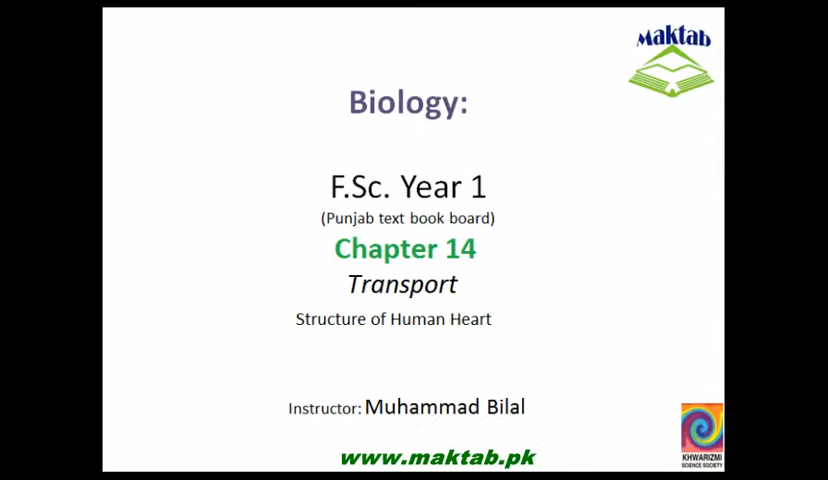 Maktab
Biology:
F.Sc. Year 1
(Punjab text book board)
Chapter 14
Transport
Structure of Human Heart
Instructor: Muhammad Bilal
KHWARIZMI
SCIENCE SOCIETY
www.maktab.pk